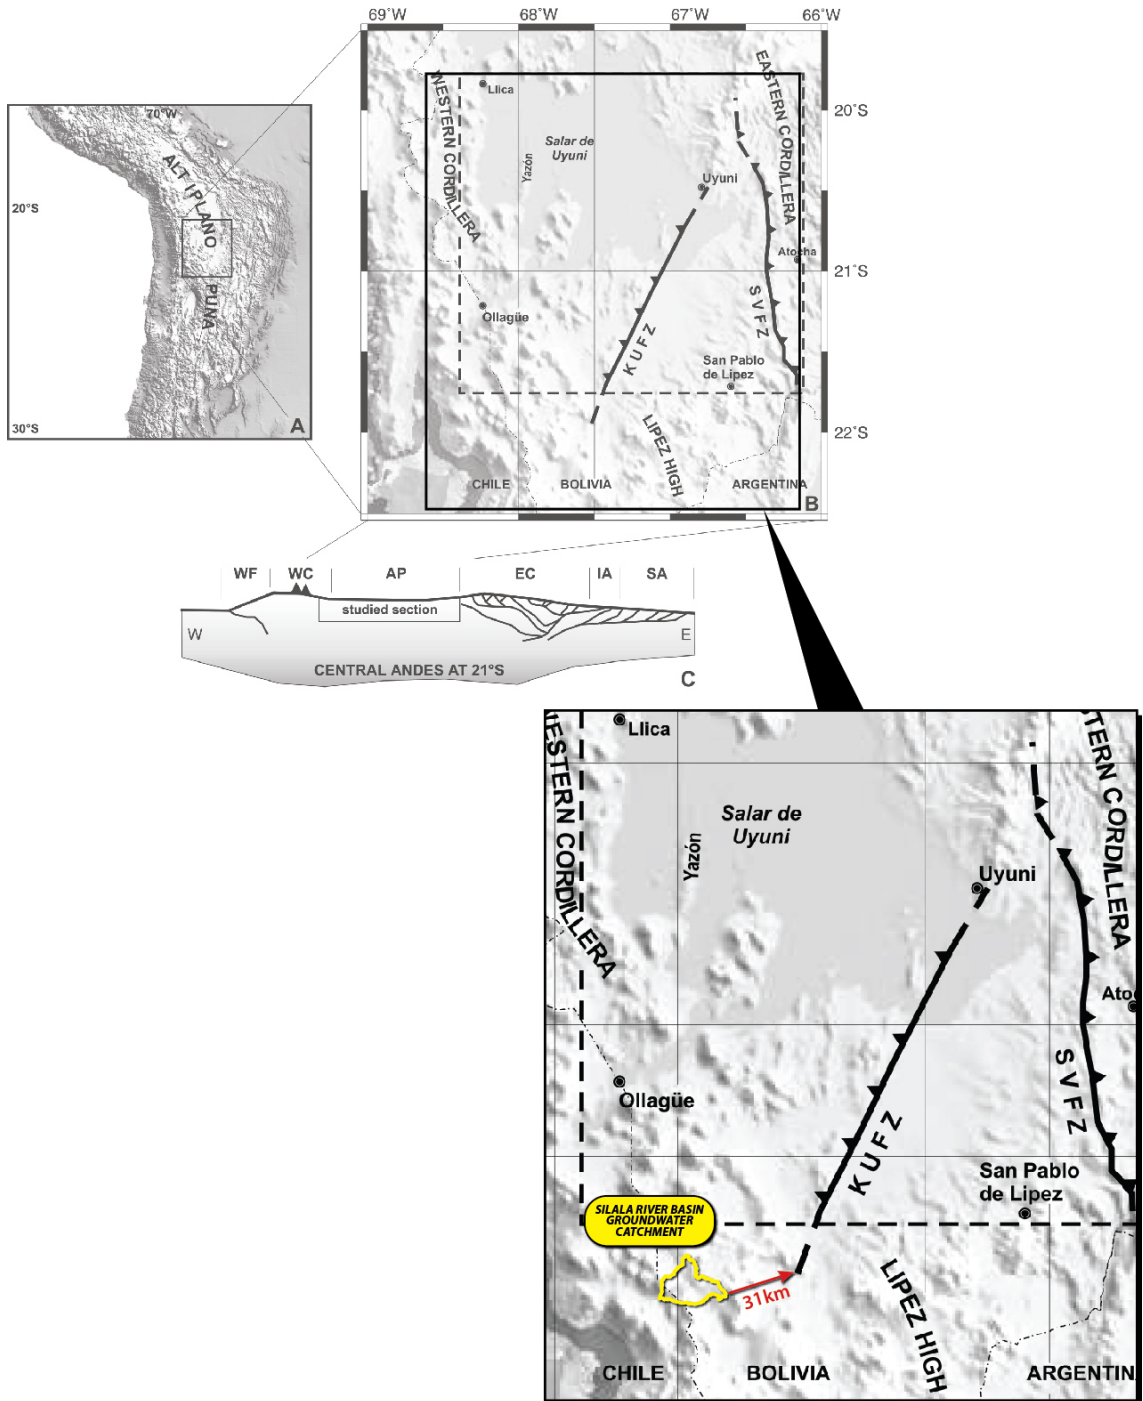 69°W 68°W 67°W 66°W
WESTERN CORDILLERA
Llica
EASTERN CORDILLERA
20°S
Salar de
Uyuni
Yazón
Uyuni
Atocha
21°S
Ollagüe
KUFZ
SVFZ
San Pablo
de Lipez
22°S
LIPEZ HIGH
CHILE BOLIVIA ARGENTINA
B
70°W
ALTIPLANO
20°S
PUNA
30°S
A
WF WC AP EC IA SA
studied section
W E
CENTRAL ANDES AT 21°S
C
Llica
WESTERN CORDILLERA
TERN CORDILLERA
Salar de
Uyuni
Yazón
Uyuni
Ato
Ollagüe
KUFZ
SVFZ
San Pablo
de Lipez
SILALA RIVER BASIN
GROUNDWATER
CATCHMENT
31km
LIPEZ HIGH
CHILE BOLIVIA ARGENTIN